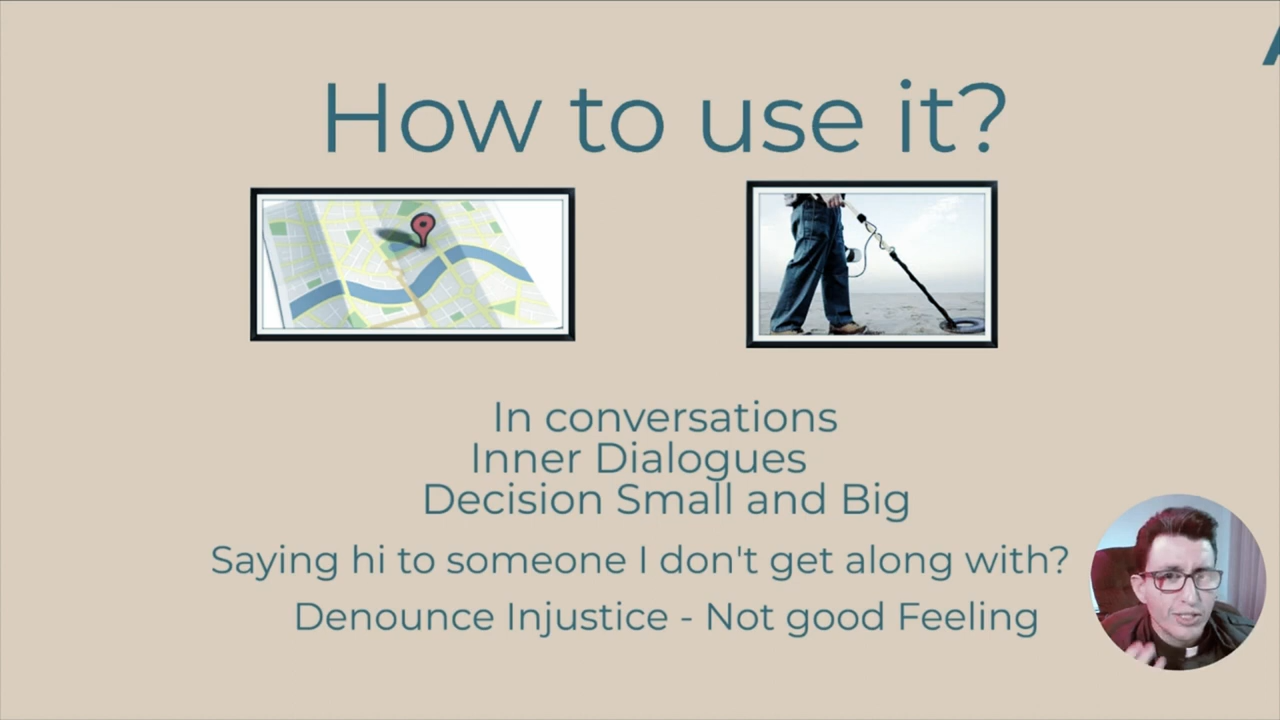 How to use it?
In conversations
Inner Dialogues
Decision Small and Big
Saying hi to someone I don't get along with?
Denounce Injustice - Not good Feeling